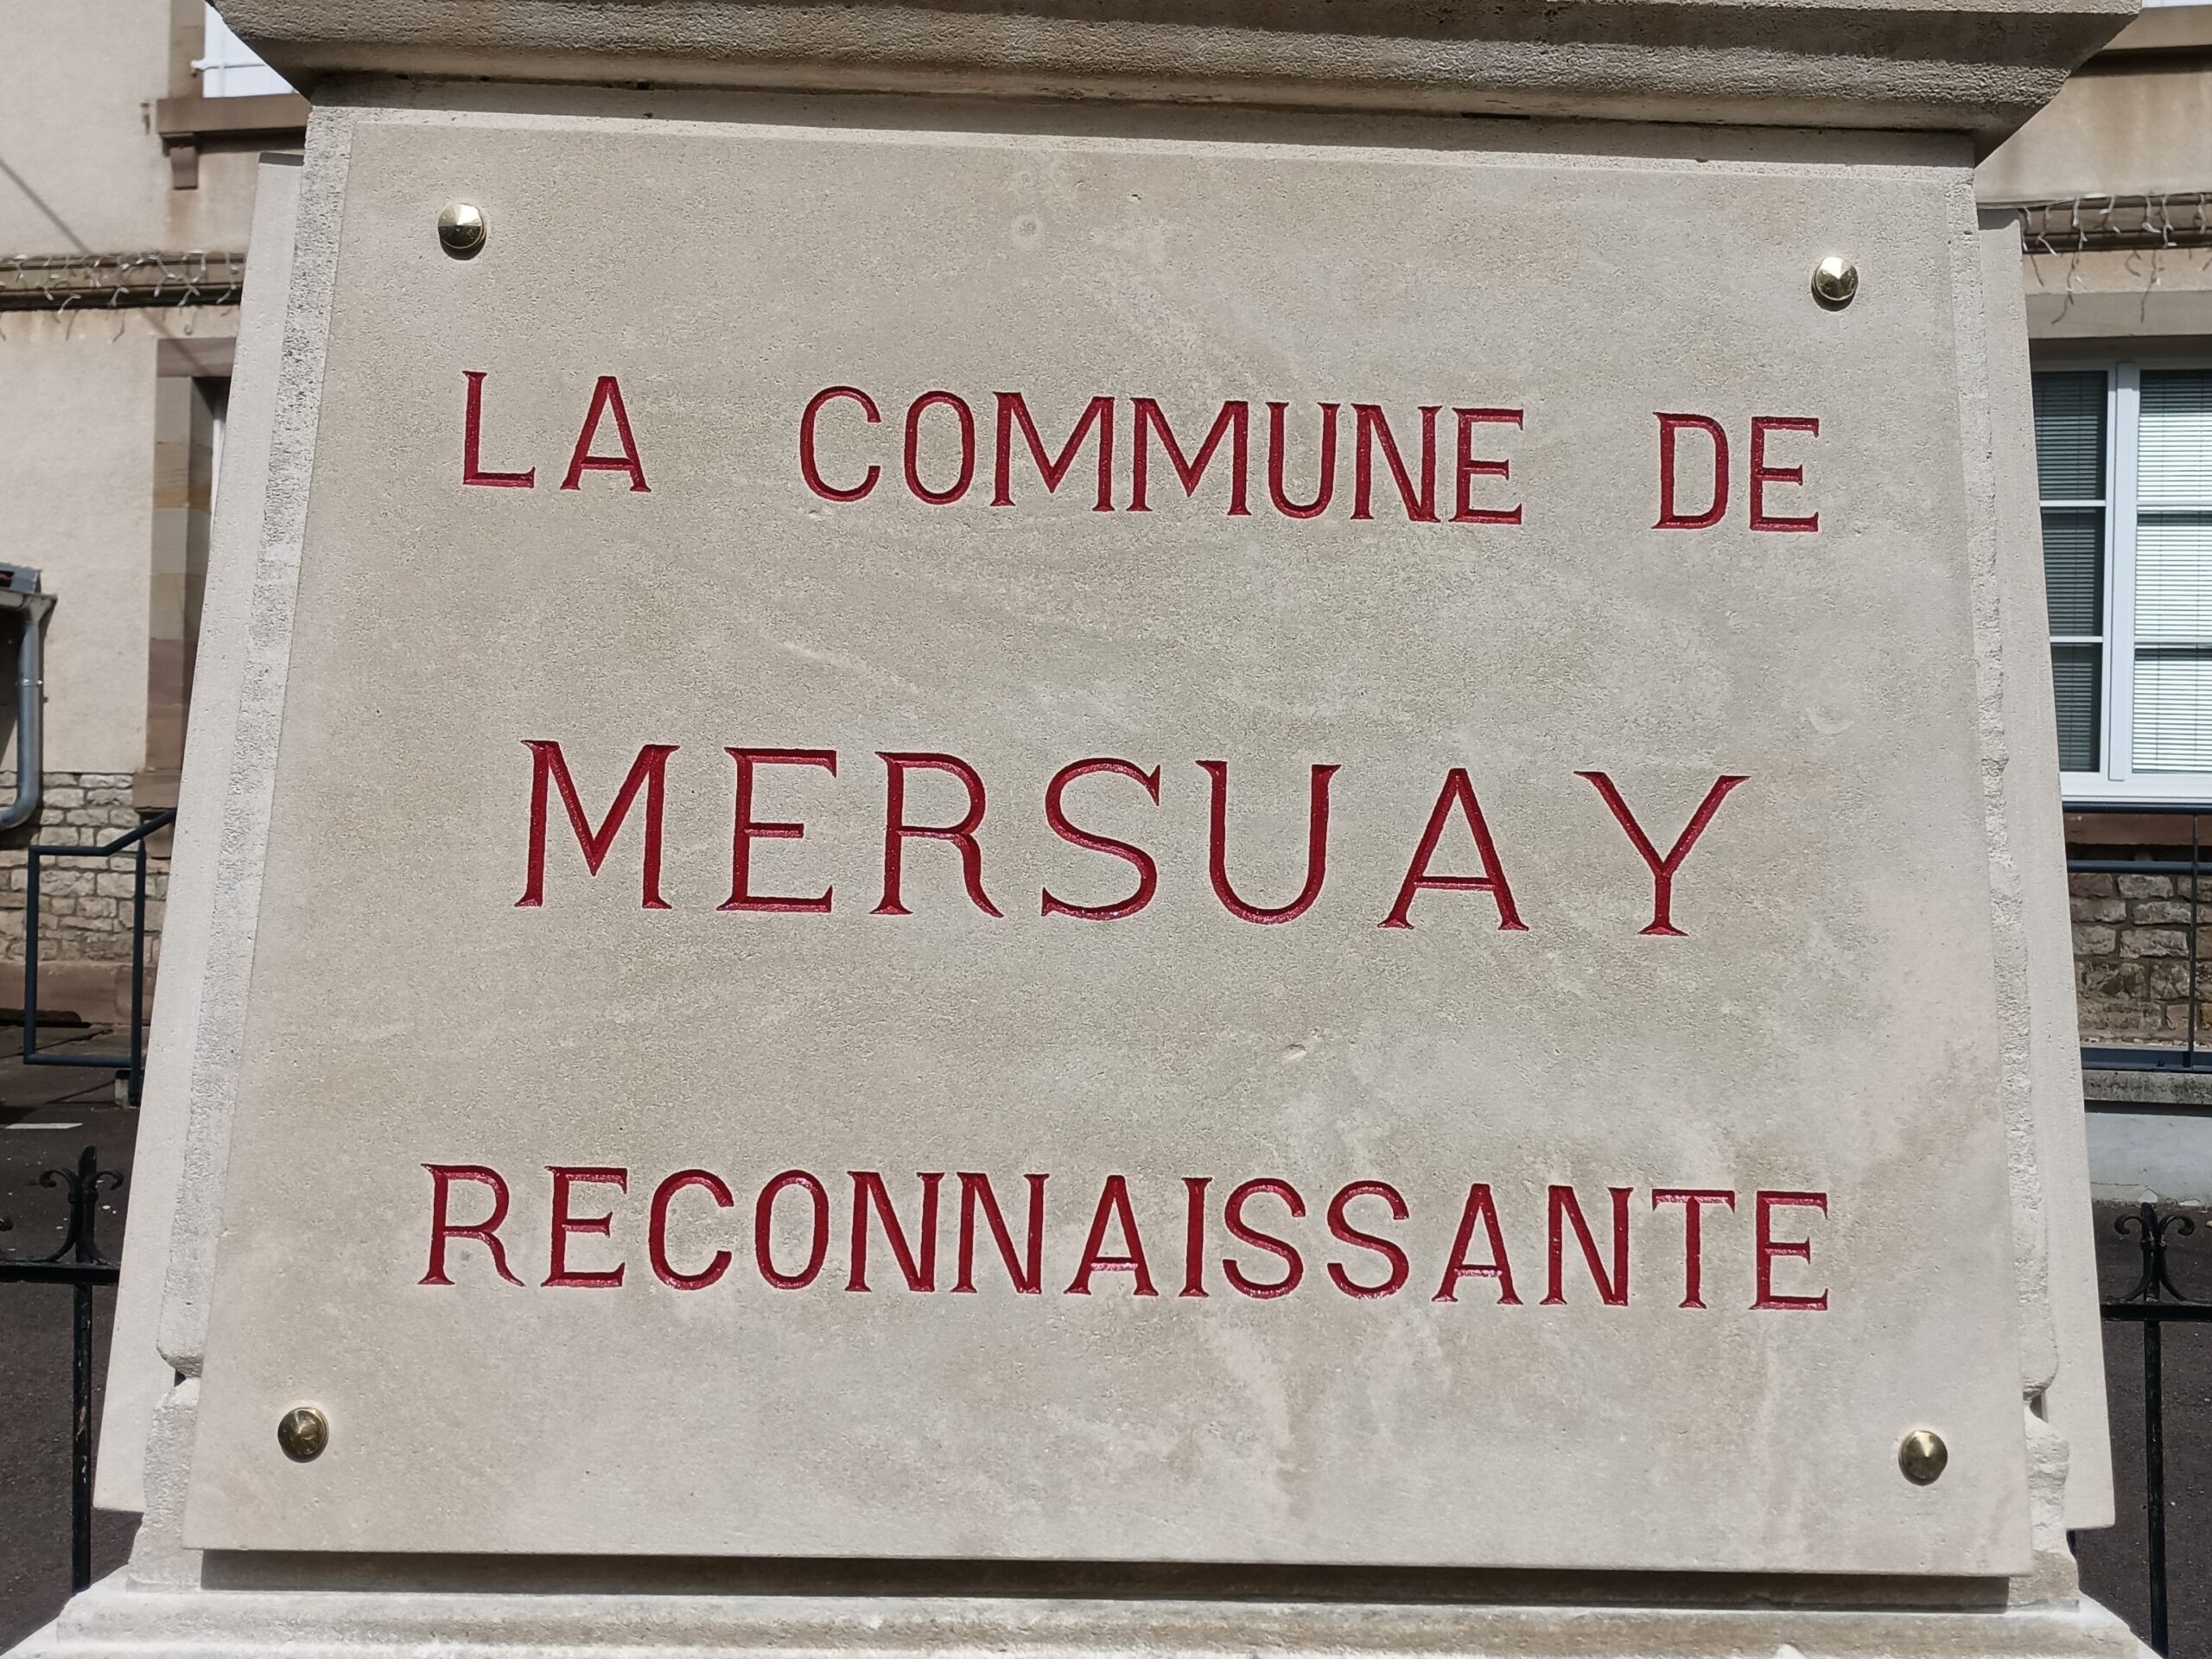 LA COMMUNE DE
MERSUAY
RECONNAISSANTE